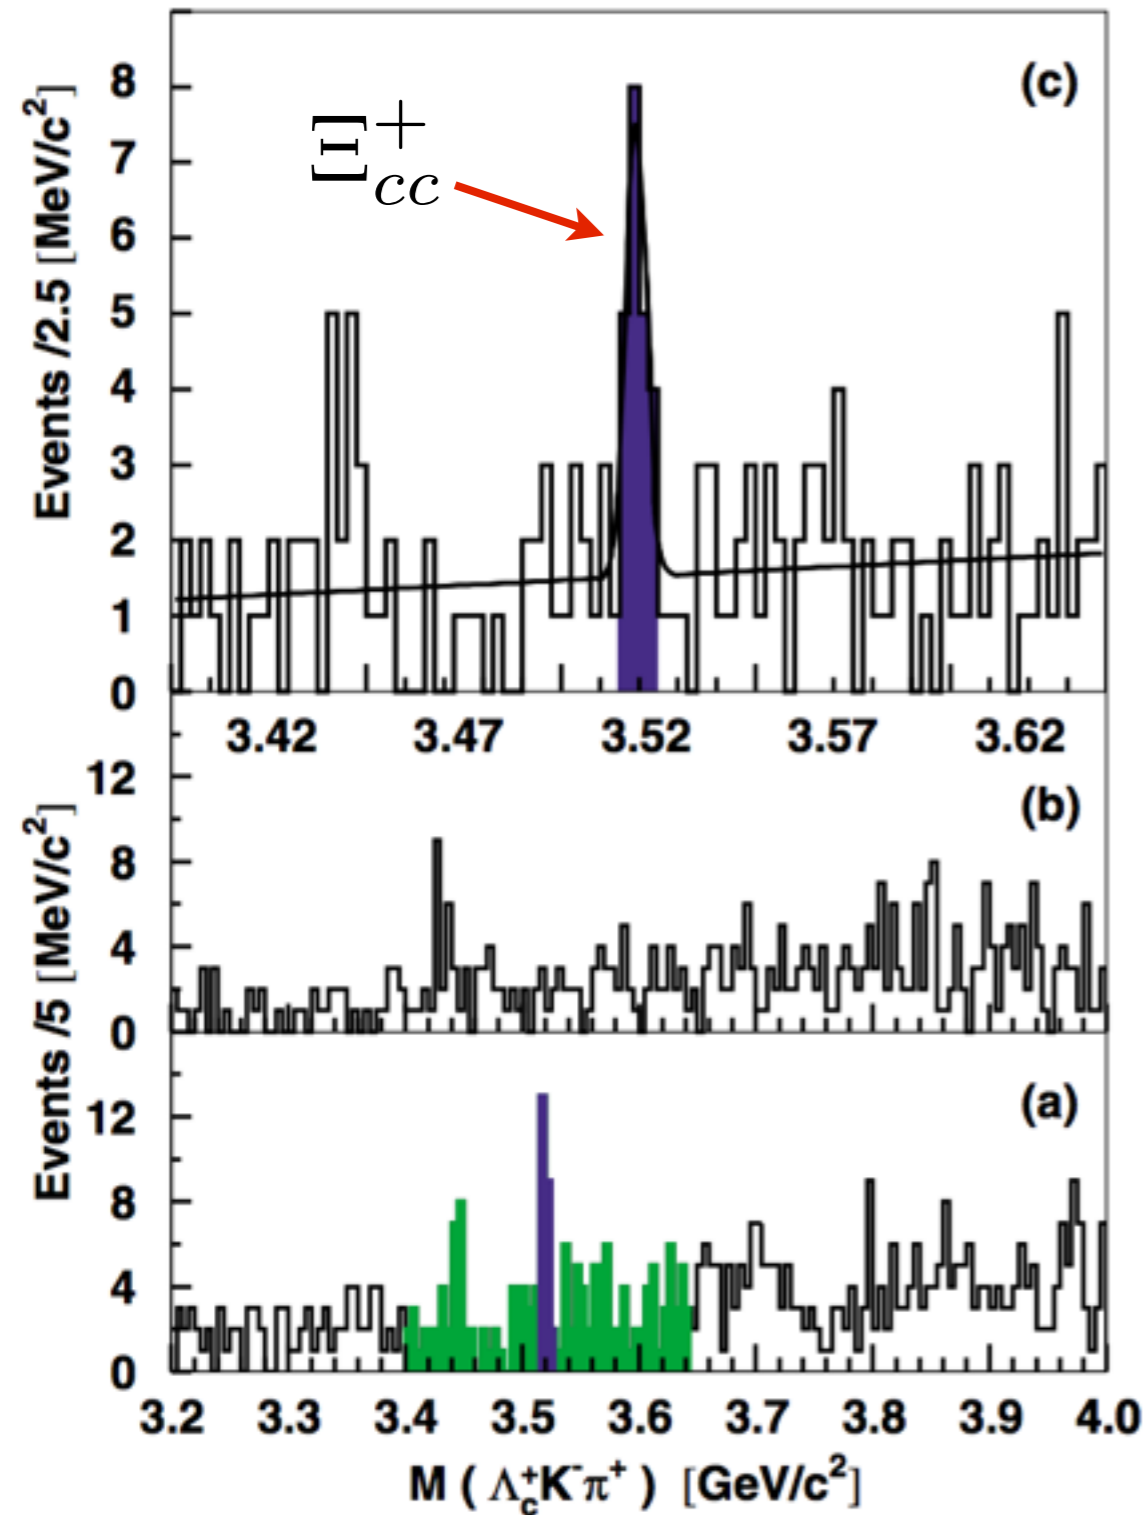 (c)
Events /2.5 [MeV/c²]
8
7
6
5
4
3
2
1
0
Ξ⁺cc
3.42 3.47 3.52 3.57 3.62
(b)
Events /5 [MeV/c²]
12
8
4
0
(a)
12
8
4
0
3.2 3.3 3.4 3.5 3.6 3.7 3.8 3.9 4.0
M ( Λc⁺K⁻π⁺ ) [GeV/c²]